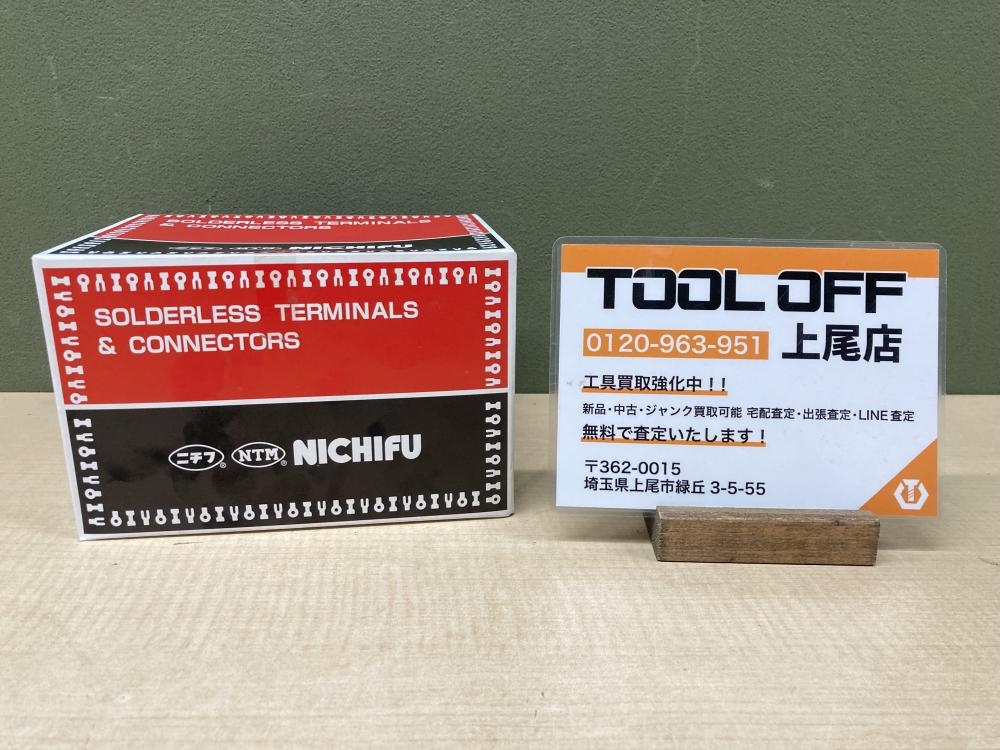 SOLDERLESS TERMINALS
& CONNECTORS
ニチフ® NTM® NICHIFU
SOLDERLESS TERMINALS
& CONNECTORS
ニチフ® NTM® NICHIFU
TOOL OFF
0120-963-951 上尾店
工具買取強化中!!
新品・中古・ジャンク買取可能 宅配査定・出張査定・LINE査定
無料で査定いたします!
〒362-0015
埼玉県上尾市緑丘 3-5-55